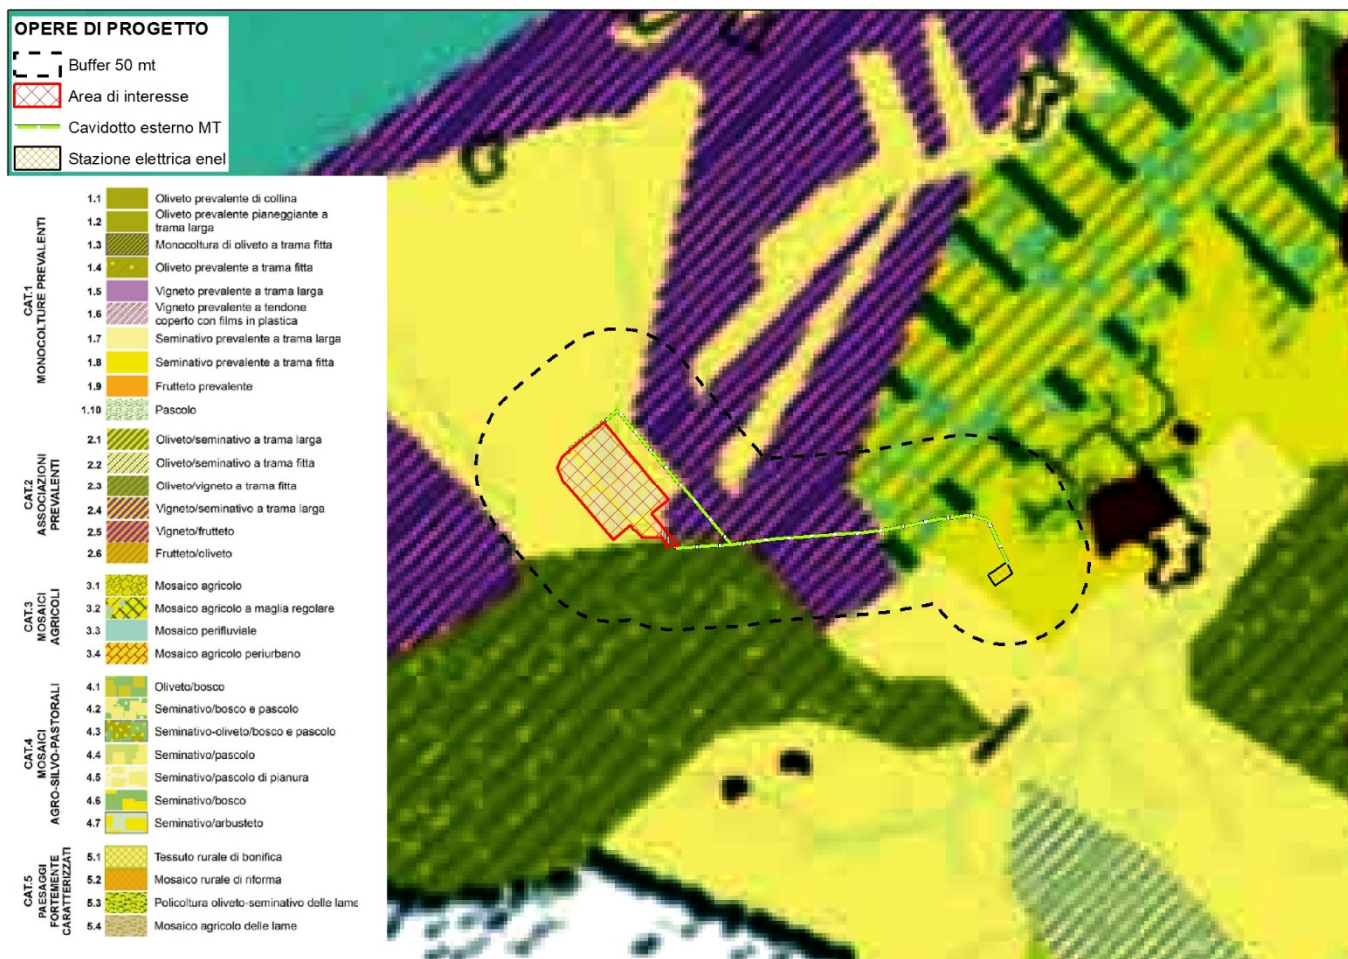 OPERE DI PROGETTO
Buffer 50 mt
Area di interesse
Cavidotto esterno MT
Stazione elettrica enel
CAT.1
MONOCOLTURE PREVALENTI
1.1 Oliveto prevalente di collina
1.2 Oliveto prevalente pianeggiante a
trama larga
1.3 Monocoltura di oliveto a trama fitta
1.4 Oliveto prevalente a trama fitta
1.5 Vigneto prevalente a trama larga
1.6 Vigneto prevalente a tendone
coperto con films in plastica
1.7 Seminativo prevalente a trama larga
1.8 Seminativo prevalente a trama fitta
1.9 Frutteto prevalente
1.10 Pascolo
CAT.2
ASSOCIAZIONI
PREVALENTI
2.1 Oliveto/seminativo a trama larga
2.2 Oliveto/seminativo a trama fitta
2.3 Oliveto/vigneto a trama fitta
2.4 Vigneto/seminativo a trama larga
2.5 Vigneto/frutteto
2.6 Frutteto/oliveto
CAT.3
MOSAICI
AGRICOLI
3.1 Mosaico agricolo
3.2 Mosaico agricolo a maglia regolare
3.3 Mosaico perifluviale
3.4 Mosaico agricolo periurbano
CAT.4
MOSAICI
AGRO-SILVO-PASTORALI
4.1 Oliveto/bosco
4.2 Seminativo/bosco e pascolo
4.3 Seminativo-oliveto/bosco e pascolo
4.4 Seminativo/pascolo
4.5 Seminativo/pascolo di pianura
4.6 Seminativo/bosco
4.7 Seminativo/arbusteto
CAT.5
PAESAGGI
FORTEMENTE
CARATTERIZZATI
5.1 Tessuto rurale di bonifica
5.2 Mosaico rurale di riforma
5.3 Policoltura oliveto-seminativo delle lame
5.4 Mosaico agricolo delle lame